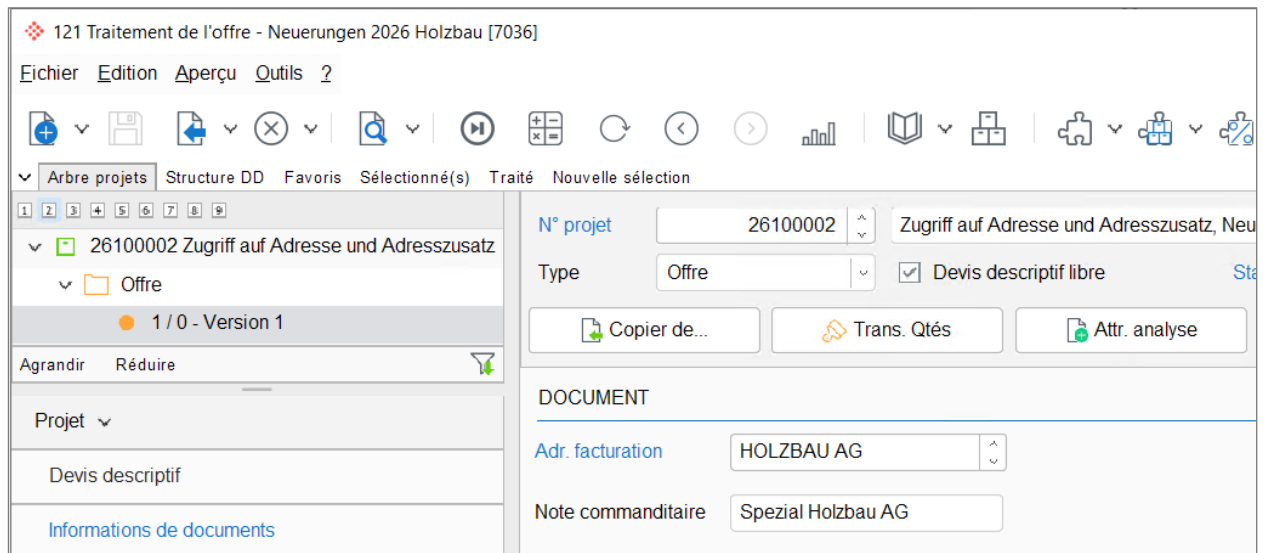 121 Traitement de l'offre - Neuerungen 2026 Holzbau [7036]
Fichier Edition Aperçu Outils ?
Arbre projets Structure DD Favoris Sélectionné(s) Traité Nouvelle sélection
1 2 3 4 5 6 7 8 9
26100002 Zugriff auf Adresse und Adresszusatz
Offre
1 / 0 - Version 1
Agrandir Réduire
Projet
Devis descriptif
Informations de documents
N° projet 26100002 Zugriff auf Adresse und Adresszusatz, Neu
Type Offre Devis descriptif libre Sta
Copier de... Trans. Qtés Attr. analyse
DOCUMENT
Adr. facturation HOLZBAU AG
Note commanditaire Spezial Holzbau AG